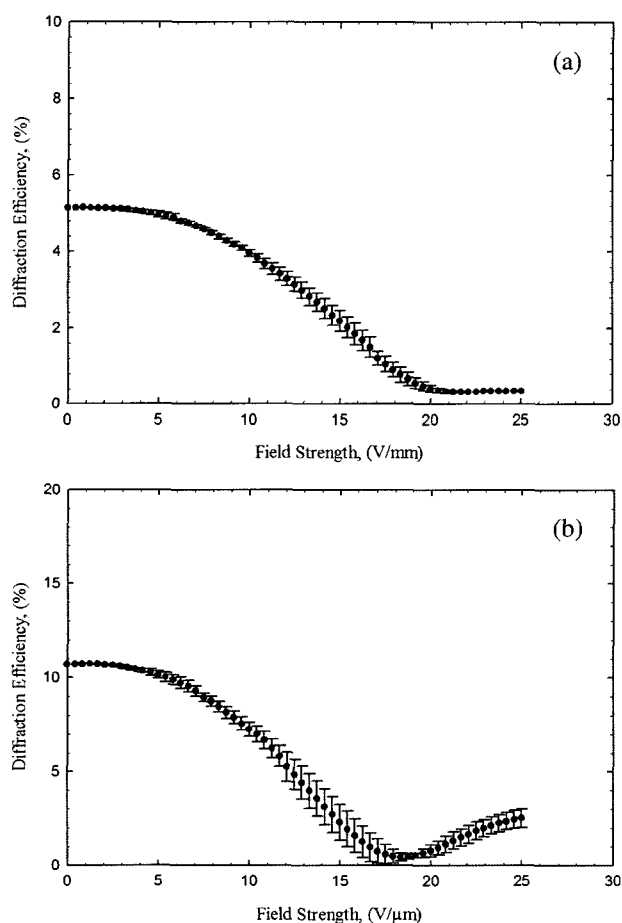 10
8
6
4
2
0
Diffraction Efficiency, (%)
(a)
0 5 10 15 20 25 30
Field Strength, (V/mm)
20
15
10
5
0
Diffraction Efficiency, (%)
(b)
0 5 10 15 20 25 30
Field Strength, (V/μm)